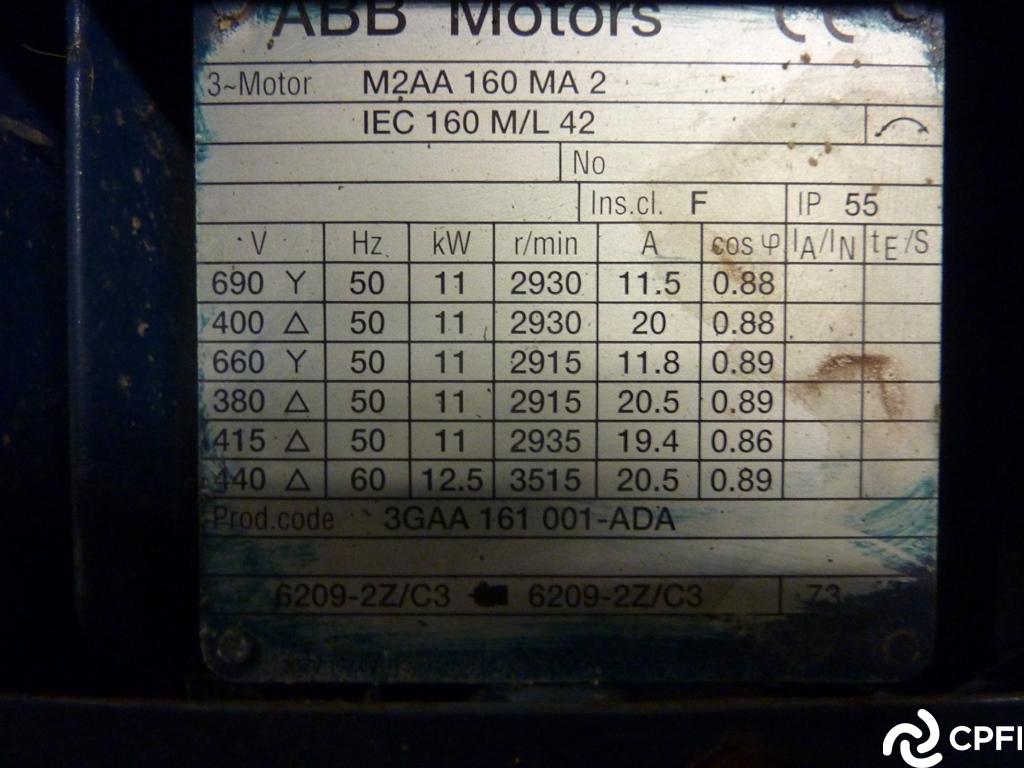 ABB Motors CE
3~Motor M2AA 160 MA 2
IEC 160 M/L 42
No
Ins.cl. F IP 55
V Hz kW r/min A cos φ IA/IN tE/S
690 Y 50 11 2930 11.5 0.88
400 Δ 50 11 2930 20 0.88
660 Y 50 11 2915 11.8 0.89
380 Δ 50 11 2915 20.5 0.89
415 Δ 50 11 2935 19.4 0.86
440 Δ 60 12.5 3515 20.5 0.89
Prod.code 3GAA 161 001-ADA
6209-2Z/C3 6209-2Z/C3 73
CPFI